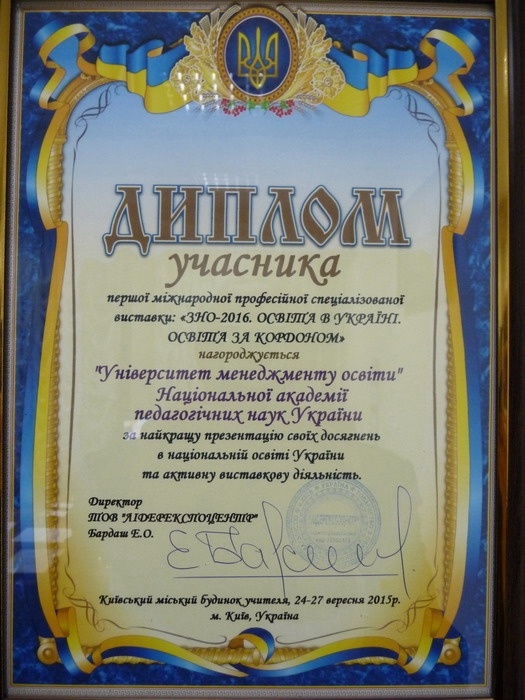 ДИПЛОМ
учасника
першої міжнародної професійної спеціалізованої
виставки: «ЗНО-2016. ОСВІТА В УКРАЇНІ.
ОСВІТА ЗА КОРДОНОМ»
нагороджується
"Університет менеджменту освіти"
Національної академії
педагогічних наук України
за найкращу презентацію своїх досягнень
в національній освіті України
та активну виставкову діяльність.
Директор
ТОВ "ЛІДЕРЕКСПОЦЕНТР"
Бардаш Е.О.
Київський міський будинок учителя, 24-27 вересня 2015р.
м. Київ, Україна